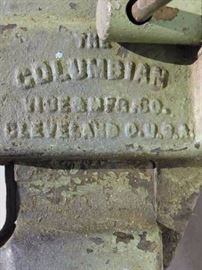 THE
COLUMBIAN
VISE & MFG. CO.
CLEVELAND O.U.S.A.